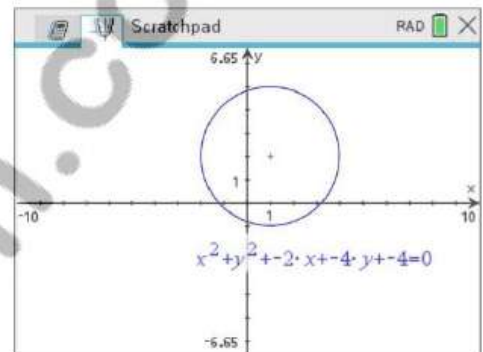 Scratchpad RAD
6.65 y
1
x
-10 1 10
x²+y²+-2·x+-4·y+-4=0
-6.65